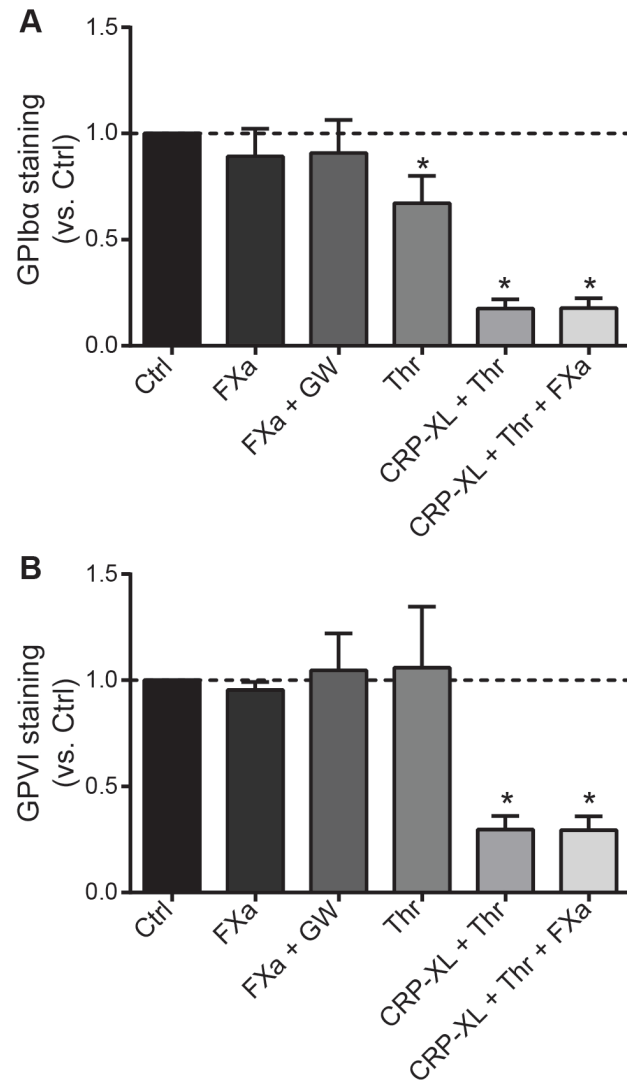 A
GPIbα staining
(vs. Ctrl)
1.5
1.0
0.5
0.0
*
*
*
Ctrl
FXa
FXa + GW
Thr
CRP-XL + Thr
CRP-XL + Thr + FXa
B
GPVI staining
(vs. Ctrl)
1.5
1.0
0.5
0.0
*
*
Ctrl
FXa
FXa + GW
Thr
CRP-XL + Thr
CRP-XL + Thr + FXa